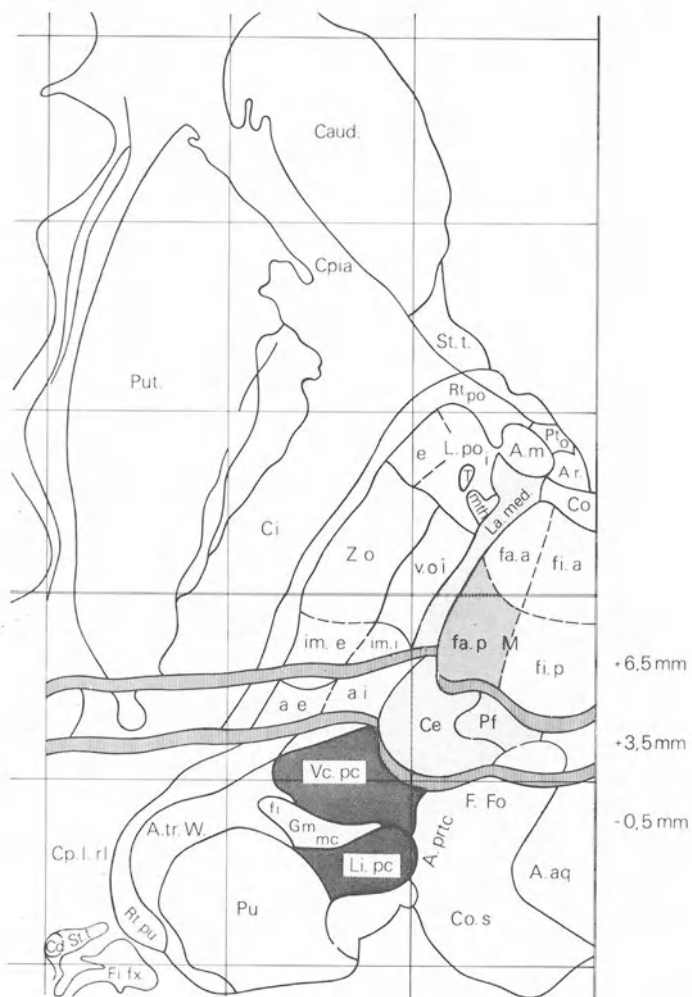 Caud.
Cpia
St. t.
Put.
Rt po
Pt o
e
L. po i
A. m
A r.
T
mth
La. med.
Co
Ci
Z o
v. o i
fa. a
fi. a
im. e
im. i
fa. p
M
fi. p
+6,5 mm
a e
a i
Ce
Pf
+3,5 mm
Vc. pc
F. Fo
-0,5 mm
fi
Gm mc
A. tr. W.
A. prtc
Cp. l. rl
Li. pc
A. aq
Pu
Co. s
Rt. pu
Cd
St. t
Fi fx.